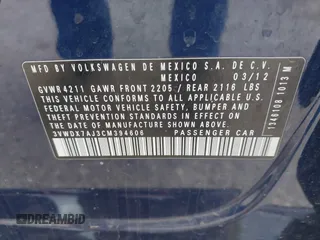 MFD BY VOLKSWAGEN DE MEXICO S.A. DE C.V.
MEXICO 03/12
GVWR 4211 GAWR FRONT 2205 / REAR 2116 LBS
THIS VEHICLE CONFORMS TO ALL APPLICABLE U.S.
FEDERAL MOTOR VEHICLE SAFETY, BUMPER AND THEFT
PREVENTION STANDARDS IN EFFECT ON THE DATE OF
MANUFACTURE SHOWN ABOVE
3VWDX7AJ3CM394606 PASSENGER CAR
1346108 1013 M